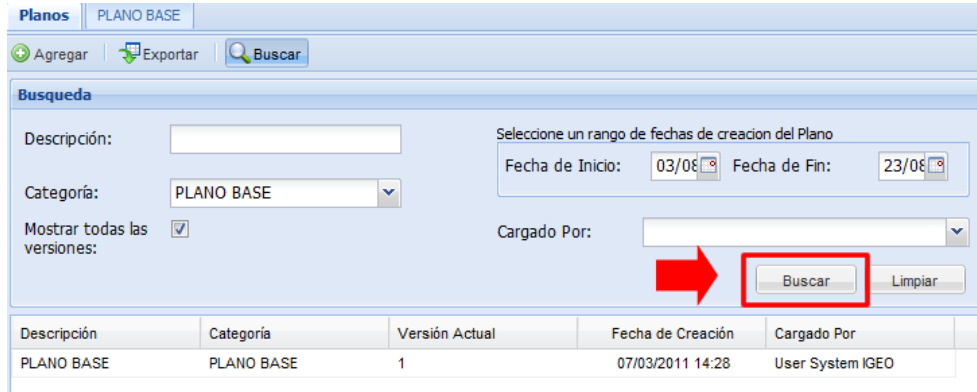 Planos PLANO BASE
Agregar Exportar Buscar
Busqueda
Descripción:
Seleccione un rango de fechas de creacion del Plano
Fecha de Inicio: 03/08 Fecha de Fin: 23/08
Categoría: PLANO BASE
Mostrar todas las versiones:
Cargado Por:
Buscar Limpiar
Descripción Categoría Versión Actual Fecha de Creación Cargado Por
PLANO BASE PLANO BASE 1 07/03/2011 14:28 User System IGEO